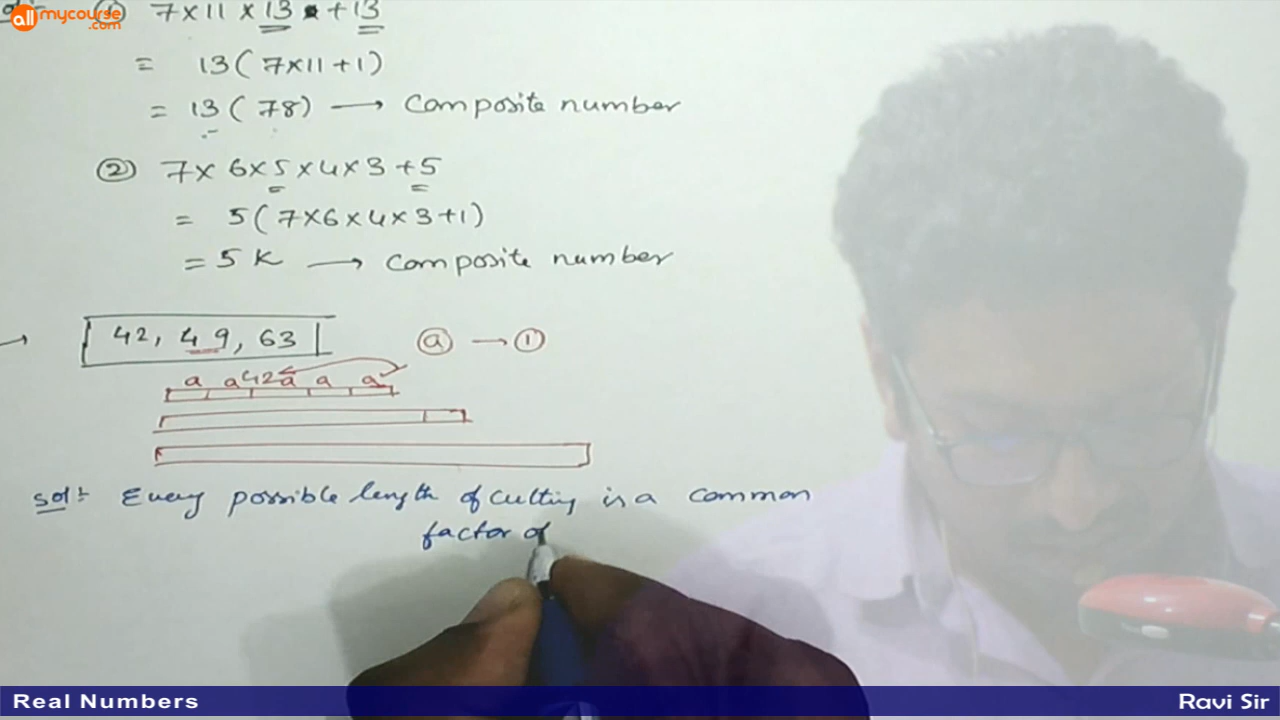 allmycourse.com
① 7×11×13 +13
= 13(7×11+1)
= 13(78) → Composite number
② 7×6×5×4×3+5
= 5(7×6×4×3+1)
= 5K → Composite number
→ 42, 49, 63 ⓐ → ①
a a 42 a a a
Sol:- Every possible length of cutting is a common
factor of
Real Numbers
Ravi Sir